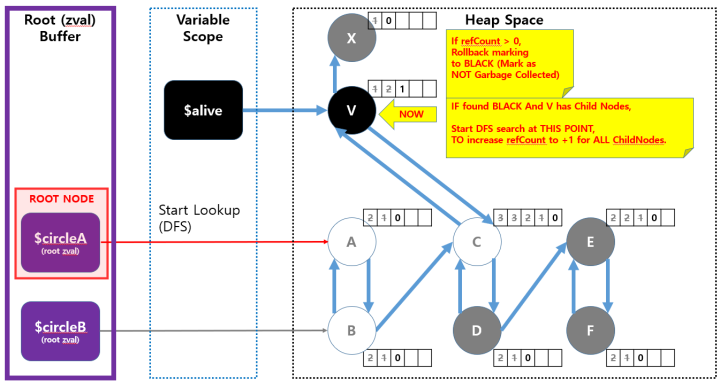 Root (zval)
Buffer
Variable
Scope
Heap Space
X
1 0
If refCount > 0,
Rollback marking
to BLACK (Mark as
NOT Garbage Collected)
$alive
V
1 2 1
NOW
IF found BLACK And V has Child Nodes,
Start DFS search at THIS POINT,
TO increase refCount to +1 for ALL ChildNodes.
ROOT NODE
$circleA
(root zval)
Start Lookup
(DFS)
A
2 1 0
C
3 3 2 1 0
E
2 2 1 0
$circleB
(root zval)
B
2 1 0
D
2 1 0
F
2 1 0